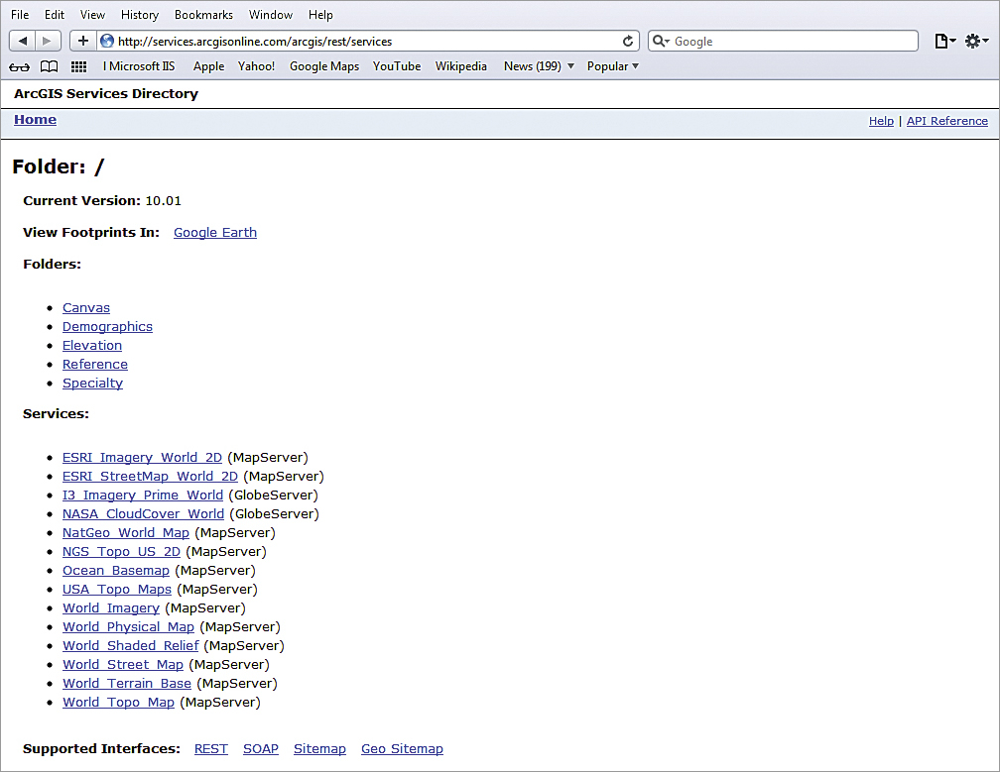 File Edit View History Bookmarks Window Help
http://services.arcgisonline.com/arcgis/rest/services Google
I Microsoft IIS Apple Yahoo! Google Maps YouTube Wikipedia News (199) Popular
ArcGIS Services Directory
Home Help | API Reference
Folder: /
Current Version: 10.01
View Footprints In: Google Earth
Folders:
Canvas
Demographics
Elevation
Reference
Specialty
Services:
ESRI_Imagery_World_2D (MapServer)
ESRI_StreetMap_World_2D (MapServer)
I3_Imagery_Prime_World (GlobeServer)
NASA_CloudCover_World (GlobeServer)
NatGeo_World_Map (MapServer)
NGS_Topo_US_2D (MapServer)
Ocean_Basemap (MapServer)
USA_Topo_Maps (MapServer)
World_Imagery (MapServer)
World_Physical_Map (MapServer)
World_Shaded_Relief (MapServer)
World_Street_Map (MapServer)
World_Terrain_Base (MapServer)
World_Topo_Map (MapServer)
Supported Interfaces: REST SOAP Sitemap Geo Sitemap